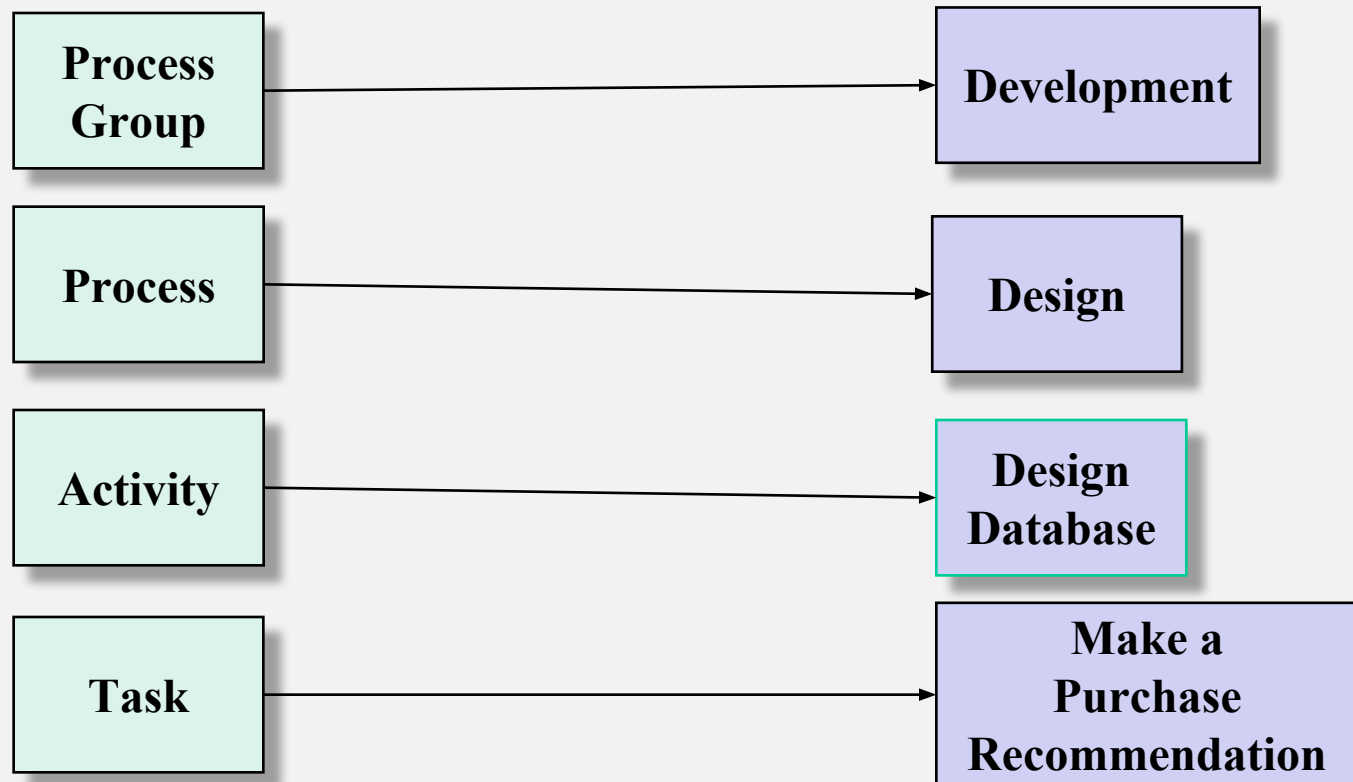 Process
Group
Development
Process
Design
Activity
Design
Database
Task
Make a
Purchase
Recommendation